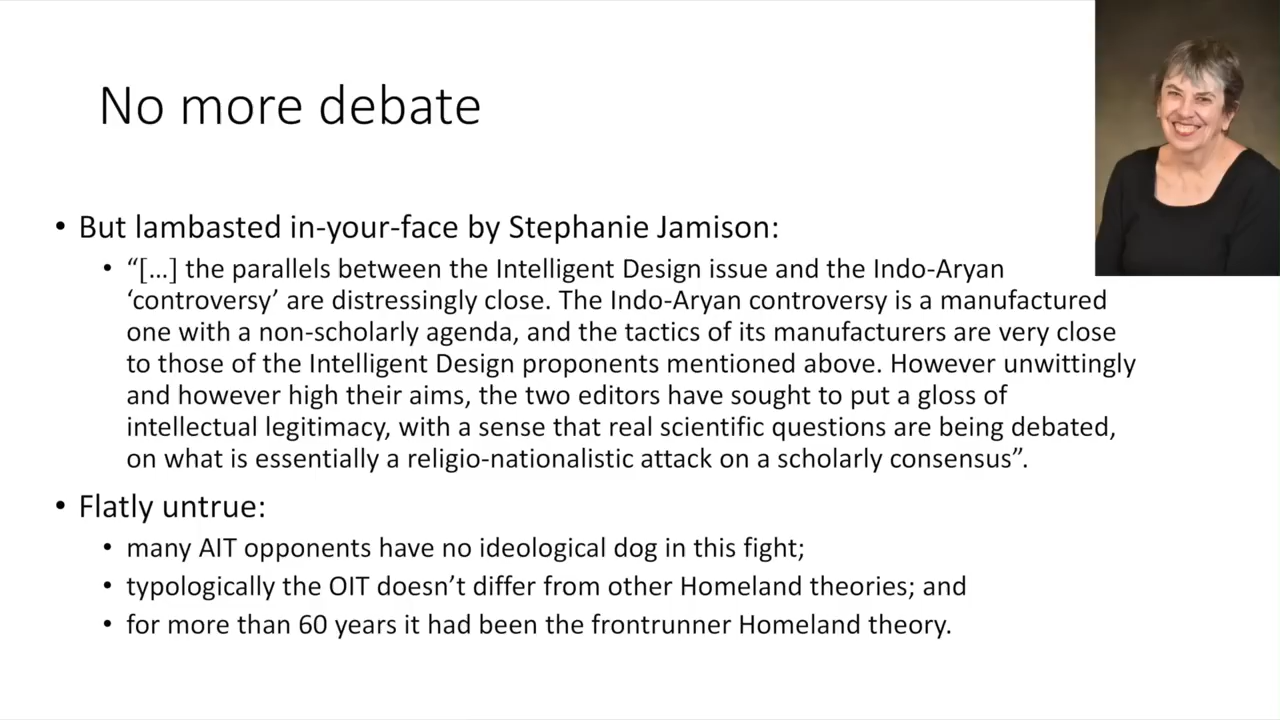 No more debate
• But lambasted in-your-face by Stephanie Jamison:
• “[…] the parallels between the Intelligent Design issue and the Indo-Aryan
‘controversy’ are distressingly close. The Indo-Aryan controversy is a manufactured
one with a non-scholarly agenda, and the tactics of its manufacturers are very close
to those of the Intelligent Design proponents mentioned above. However unwittingly
and however high their aims, the two editors have sought to put a gloss of
intellectual legitimacy, with a sense that real scientific questions are being debated,
on what is essentially a religio-nationalistic attack on a scholarly consensus”.
• Flatly untrue:
• many AIT opponents have no ideological dog in this fight;
• typologically the OIT doesn’t differ from other Homeland theories; and
• for more than 60 years it had been the frontrunner Homeland theory.